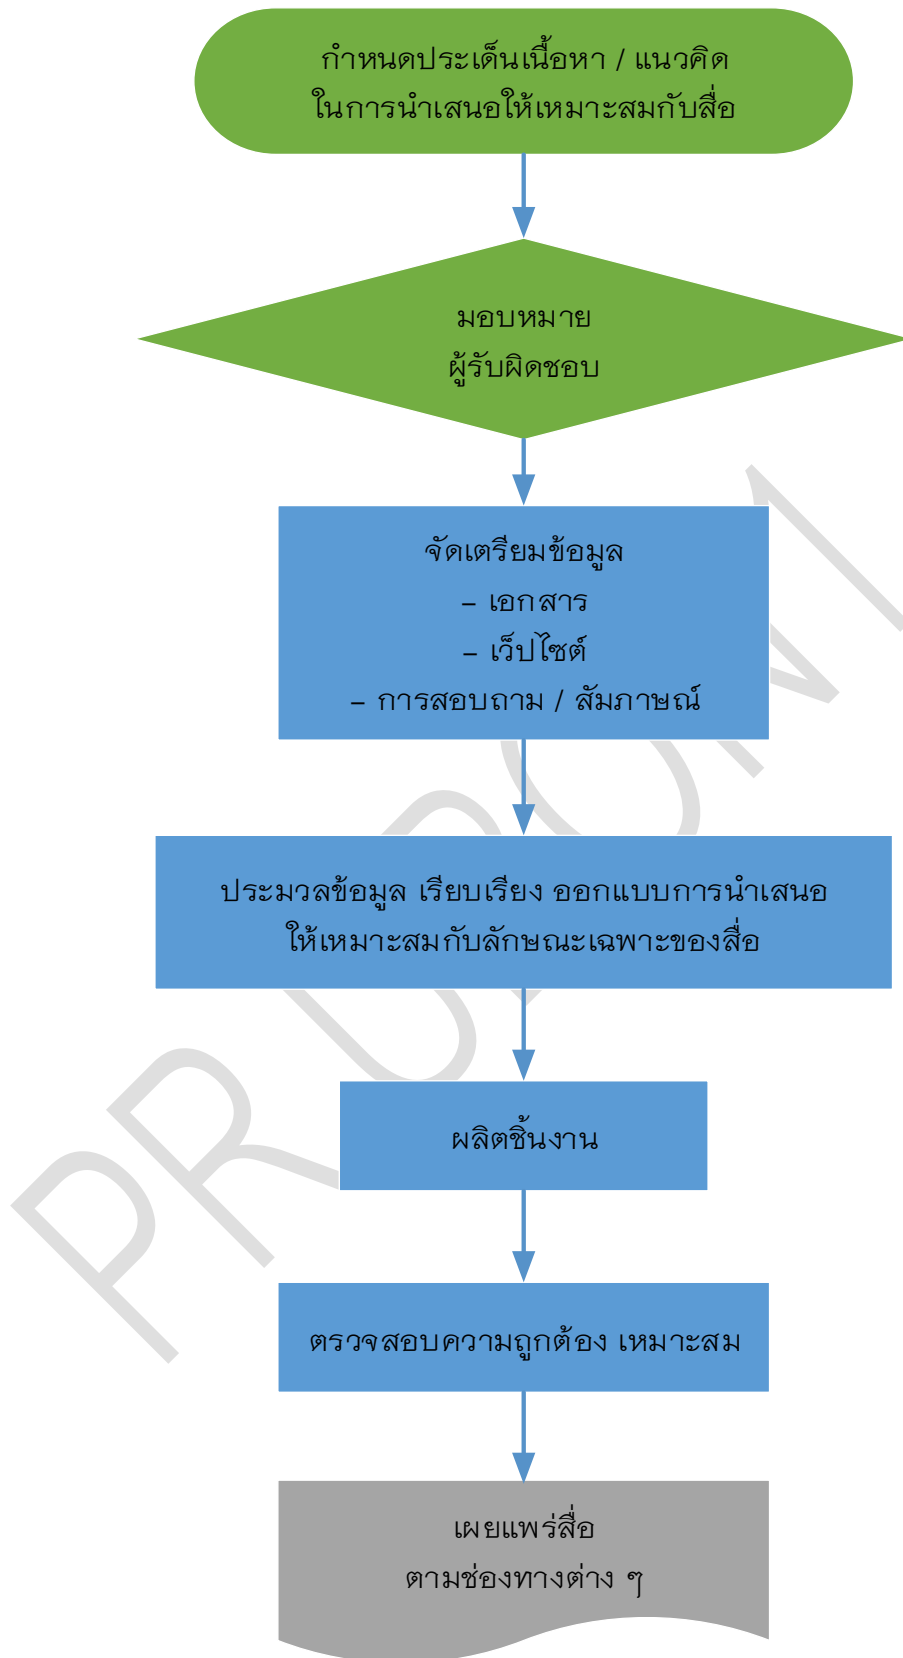 กำหนดประเด็นเนื้อหา / แนวคิด
ในการนำเสนอให้เหมาะสมกับสื่อ
มอบหมาย
ผู้รับผิดชอบ
จัดเตรียมข้อมูล
– เอกสาร
– เว็ปไซต์
– การสอบถาม / สัมภาษณ์
ประมวลข้อมูล เรียบเรียง ออกแบบการนำเสนอ
ให้เหมาะสมกับลักษณะเฉพาะของสื่อ
ผลิตชิ้นงาน
ตรวจสอบความถูกต้อง เหมาะสม
เผยแพร่สื่อ
ตามช่องทางต่าง ๆ
PR